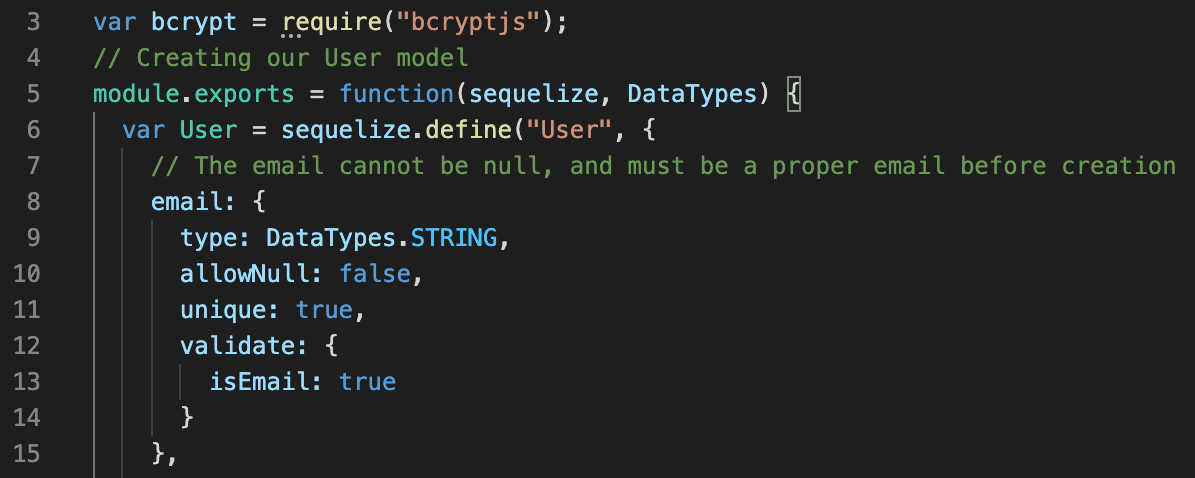 3 var bcrypt = require("bcryptjs");
4 // Creating our User model
5 module.exports = function(sequelize, DataTypes) {
6 var User = sequelize.define("User", {
7 // The email cannot be null, and must be a proper email before creation
8 email: {
9 type: DataTypes.STRING,
10 allowNull: false,
11 unique: true,
12 validate: {
13 isEmail: true
14 }
15 },